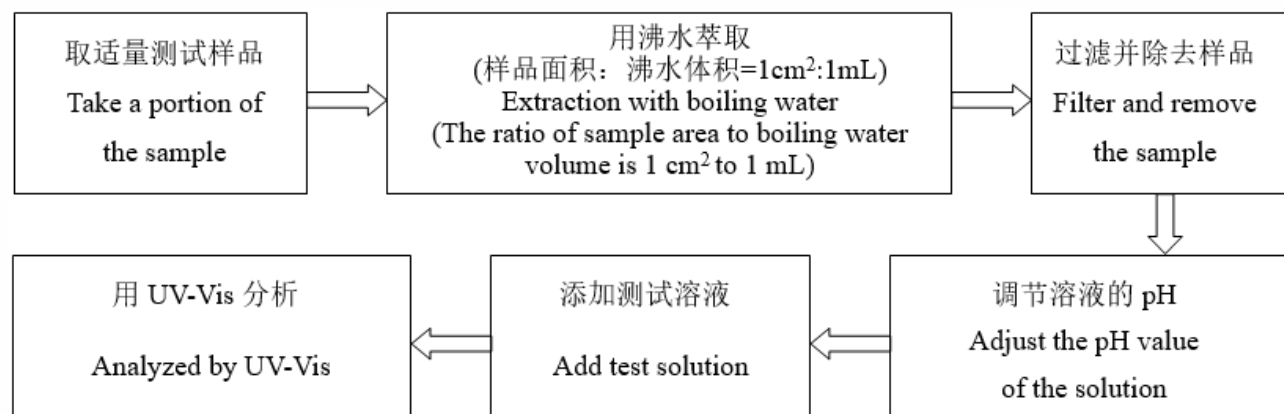 取适量测试样品
Take a portion of
the sample
用沸水萃取
(样品面积：沸水体积=1cm²:1mL)
Extraction with boiling water
(The ratio of sample area to boiling water
volume is 1 cm² to 1 mL)
过滤并除去样品
Filter and remove
the sample
调节溶液的 pH
Adjust the pH value
of the solution
添加测试溶液
Add test solution
用 UV-Vis 分析
Analyzed by UV-Vis